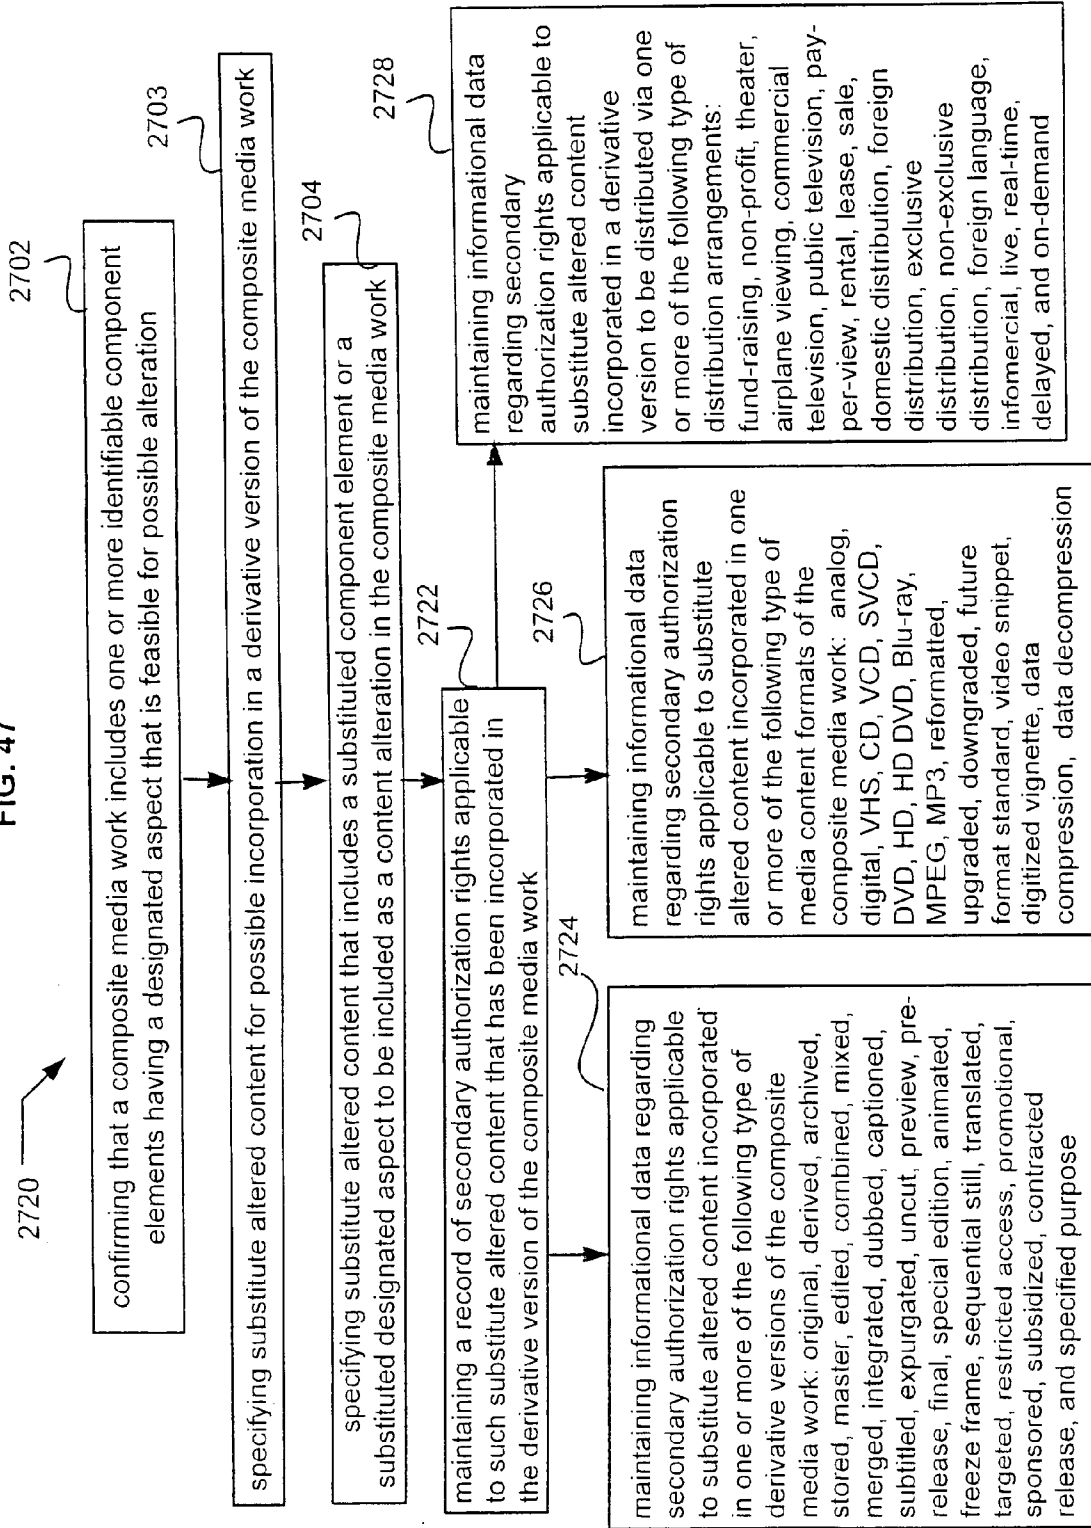 FIG. 47
2720
2702
confirming that a composite media work includes one or more identifiable component
elements having a designated aspect that is feasible for possible alteration
2703
specifying substitute altered content for possible incorporation in a derivative version of the composite media work
2704
specifying substitute altered content that includes a substituted component element or a
substituted designated aspect to be included as a content alteration in the composite media work
2722
maintaining a record of secondary authorization rights applicable
to such substitute altered content that has been incorporated in
the derivative version of the composite media work
2724
maintaining informational data regarding
secondary authorization rights applicable
to substitute altered content incorporated
in one or more of the following type of
derivative versions of the composite
media work: original, derived, archived,
stored, master, edited, combined, mixed,
merged, integrated, dubbed, captioned,
subtitled, expurgated, uncut, preview, pre-
release, final, special edition, animated,
freeze frame, sequential still, translated,
targeted, restricted access, promotional,
sponsored, subsidized, contracted
release, and specified purpose
2726
maintaining informational data
regarding secondary authorization
rights applicable to substitute
altered content incorporated in one
or more of the following type of
media content formats of the
composite media work: analog,
digital, VHS, CD, VCD, SVCD,
DVD, HD, HD DVD, Blu-ray,
MPEG, MP3, reformatted,
upgraded, downgraded, future
format standard, video snippet,
digitized vignette, data
compression, data decompression
2728
maintaining informational data
regarding secondary
authorization rights applicable to
substitute altered content
incorporated in a derivative
version to be distributed via one
or more of the following type of
distribution arrangements:
fund-raising, non-profit, theater,
airplane viewing, commercial
television, public television, pay-
per-view, rental, lease, sale,
domestic distribution, foreign
distribution, exclusive
distribution, non-exclusive
distribution, foreign language,
infomercial, live, real-time,
delayed, and on-demand